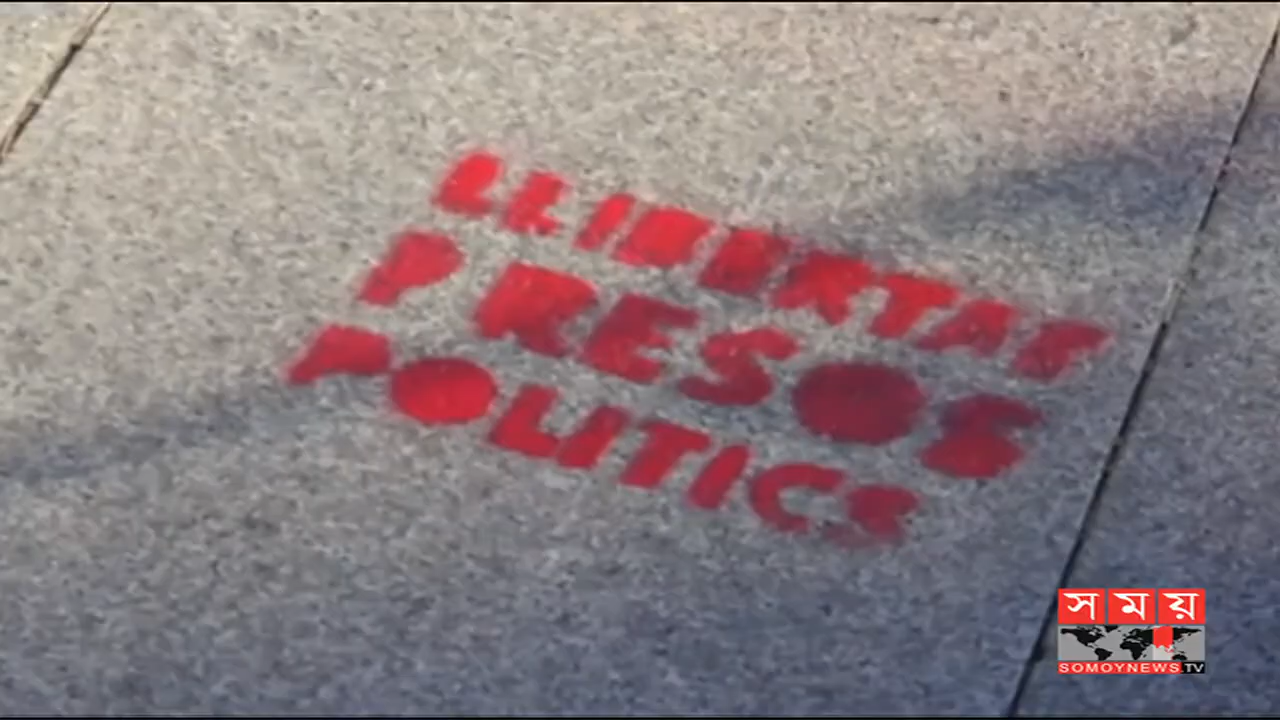 LLIBERTAT
PRESOS
POLITICS
সময়
SOMOYNEWS.TV